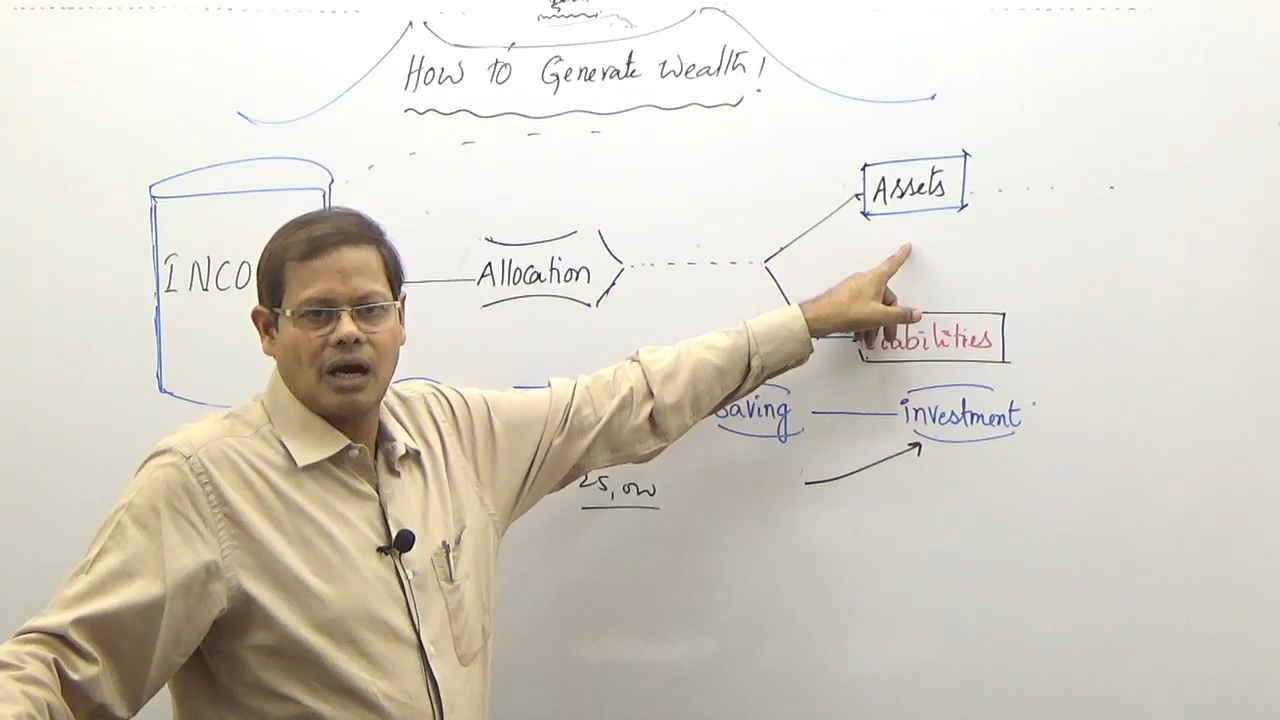 How to Generate Wealth!
Assets
INCO
Allocation
Liabilities
Saving
investment
25,000